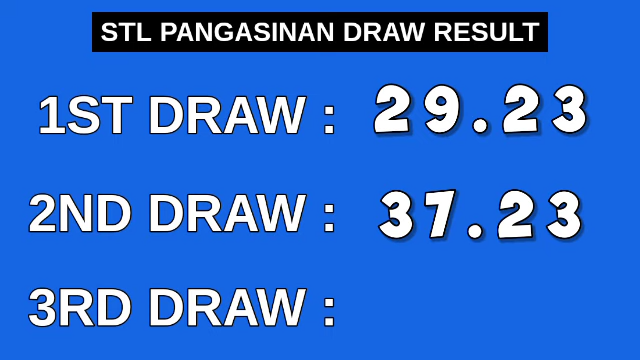 STL PANGASINAN DRAW RESULT
1ST DRAW : 29.23
2ND DRAW : 37.23
3RD DRAW :